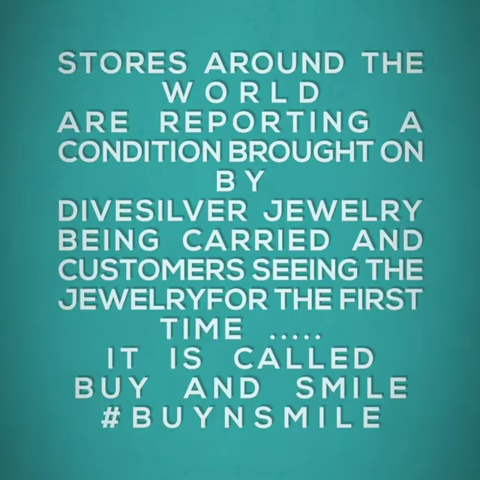 STORES AROUND THE
WORLD
ARE REPORTING A
CONDITION BROUGHT ON
BY
DIVESILVER JEWELRY
BEING CARRIED AND
CUSTOMERS SEEING THE
JEWELRYFOR THE FIRST
TIME .....
IT IS CALLED
BUY AND SMILE
#BUYNSMILE